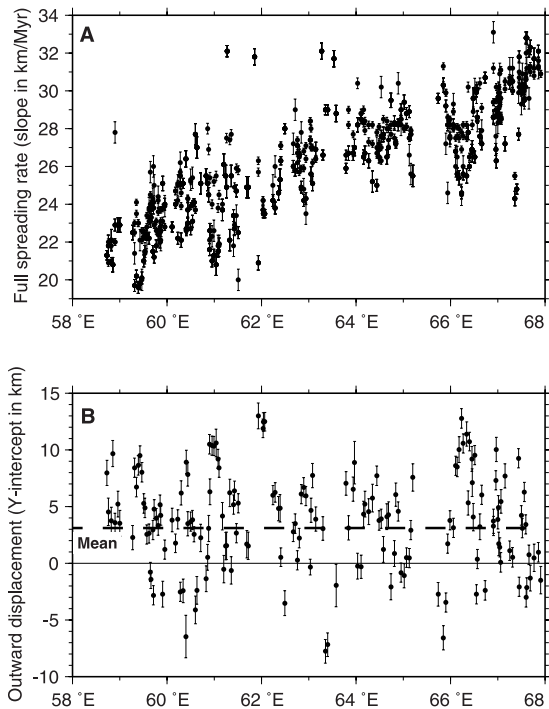 A
Full spreading rate (slope in km/Myr)
34
32
30
28
26
24
22
20
58 °E 60 °E 62 °E 64 °E 66 °E 68
B
Outward displacement (Y-intercept in km)
15
10
5
Mean
0
-5
-10
58 °E 60 °E 62 °E 64 °E 66 °E 68